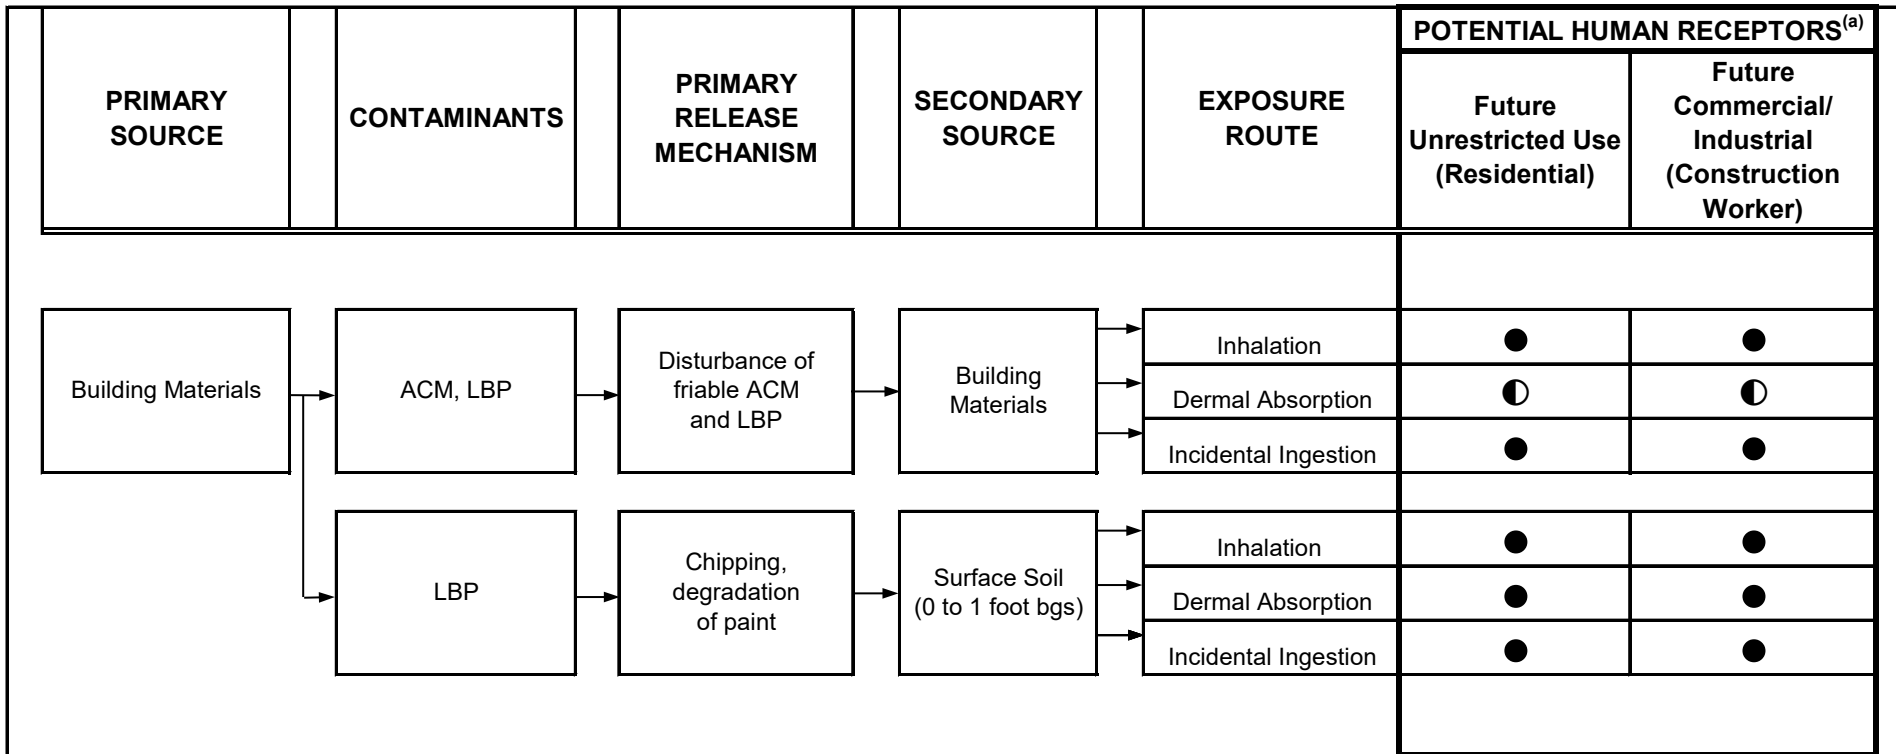 POTENTIAL HUMAN RECEPTORS(a)
PRIMARY
SOURCE
CONTAMINANTS
PRIMARY
RELEASE
MECHANISM
SECONDARY
SOURCE
EXPOSURE
ROUTE
Future
Unrestricted Use
(Residential)
Future
Commercial/
Industrial
(Construction
Worker)
Building Materials
ACM, LBP
Disturbance of
friable ACM
and LBP
Building
Materials
Inhalation
Dermal Absorption
Incidental Ingestion
LBP
Chipping,
degradation
of paint
Surface Soil
(0 to 1 foot bgs)
Inhalation
Dermal Absorption
Incidental Ingestion